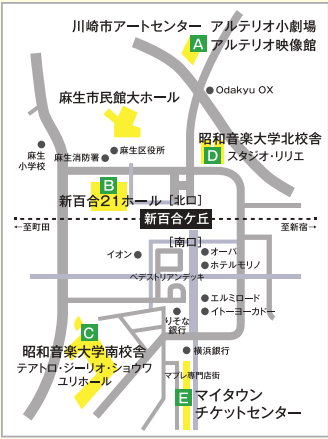 川崎市アートセンター アルテリオ小劇場
A アルテリオ映像館
Odakyu OX
麻生市民館大ホール
麻生区役所
麻生消防署
麻生
小学校
昭和音楽大学北校舎
D スタジオ・リリエ
B
新百合21ホール [北口]
新百合ケ丘
←至町田
至新宿→
[南口]
イオン
オーパ
ホテルモリノ
ペデストリアンデッキ
エルミロード
イトーヨーカドー
りそな
銀行
C
昭和音楽大学南校舎
テアトロ・ジーリオ・ショウワ
ユリホール
横浜銀行
マプレ専門店街
E マイタウン
チケットセンター